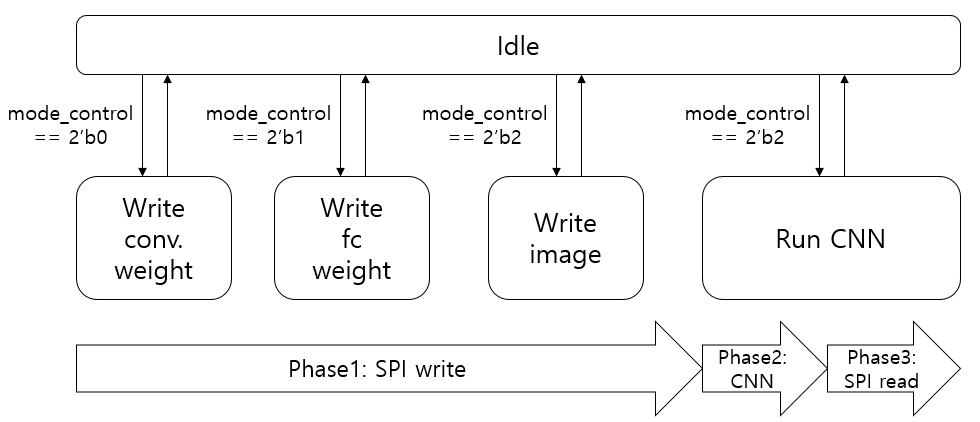 Idle
mode_control
== 2’b0
mode_control
== 2’b1
mode_control
== 2’b2
mode_control
== 2’b2
Write
conv.
weight
Write
fc
weight
Write
image
Run CNN
Phase1: SPI write
Phase2:
CNN
Phase3:
SPI read